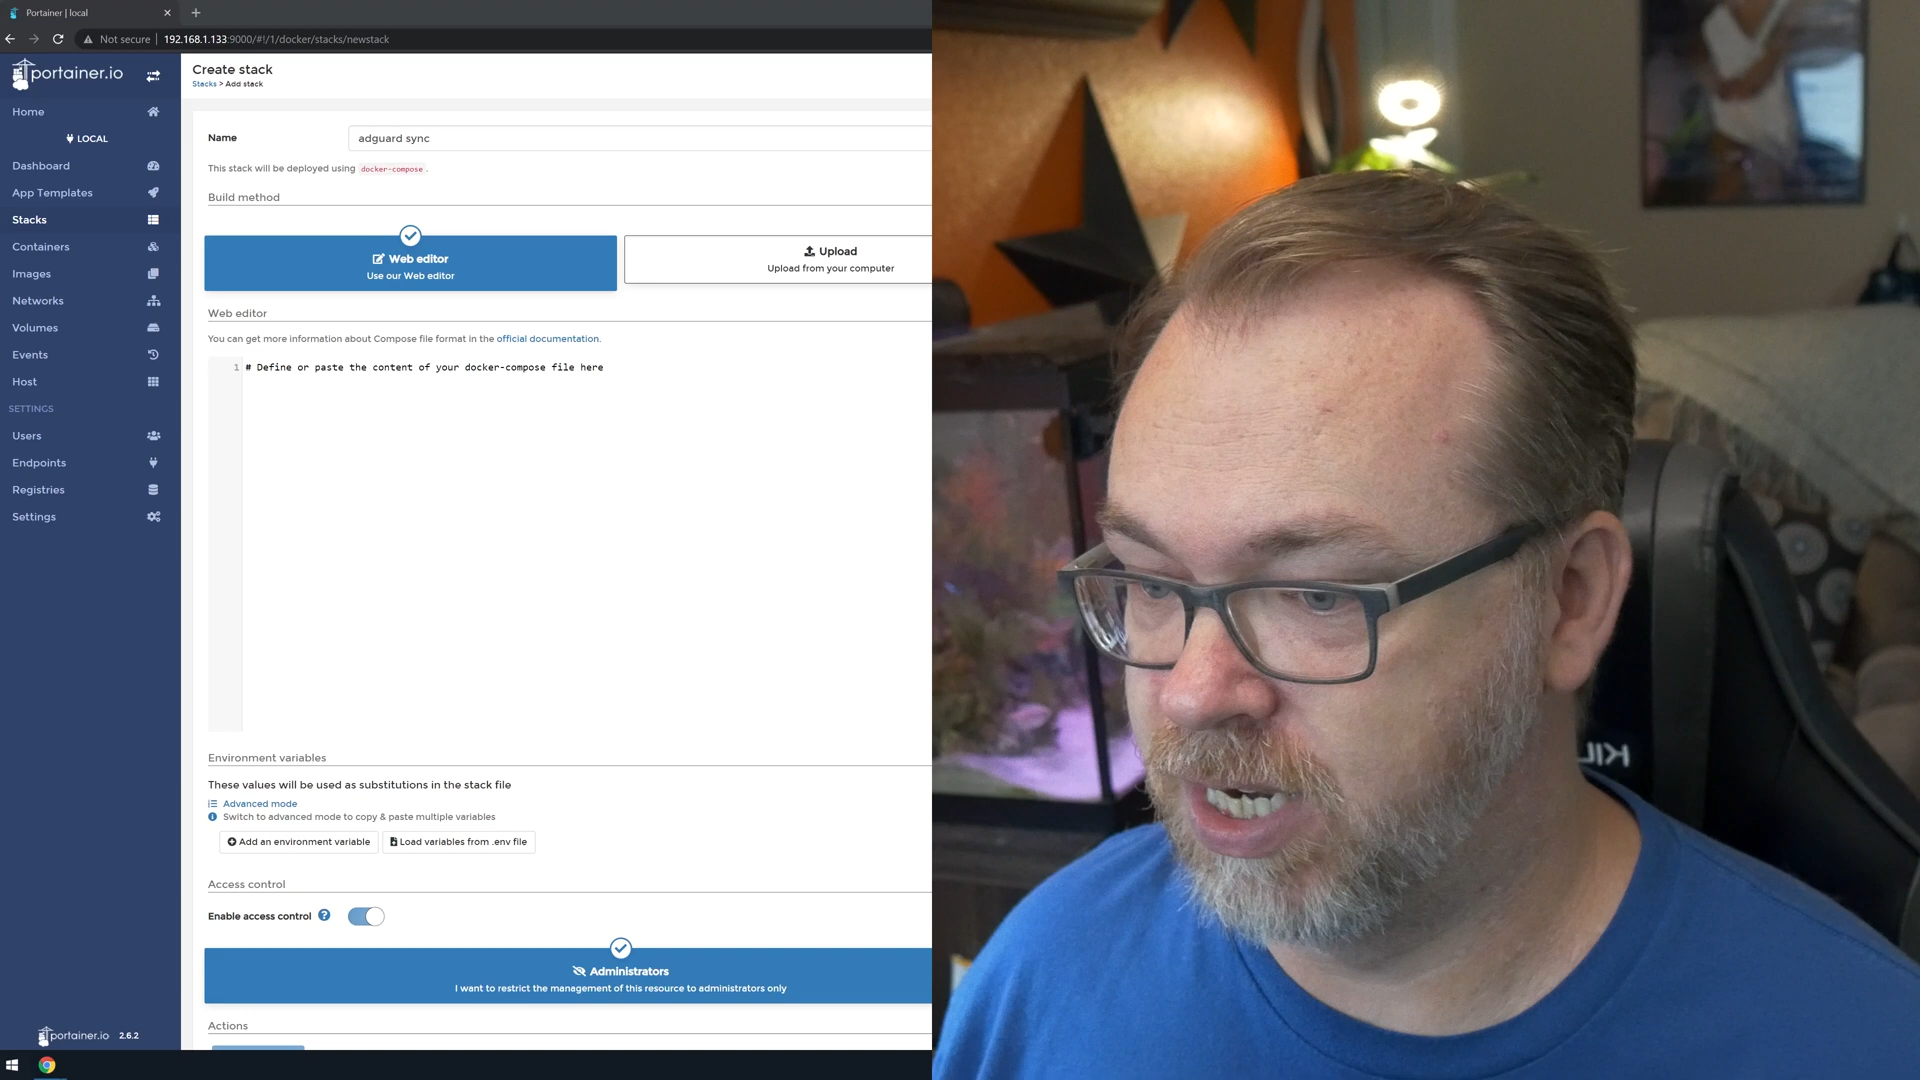 Portainer | local
Not secure
192.168.1.133:9000/#!/1/docker/stacks/newstack
portainer.io
Home
LOCAL
Dashboard
App Templates
Stacks
Containers
Images
Networks
Volumes
Events
Host
SETTINGS
Users
Endpoints
Registries
Settings
portainer.io 2.6.2
Create stack
Stacks > Add stack
Name
adguard sync
This stack will be deployed using docker-compose.
Build method
Web editor
Use our Web editor
Upload
Upload from your computer
Web editor
You can get more information about Compose file format in the official documentation.
1 # Define or paste the content of your docker-compose file here
Environment variables
These values will be used as substitutions in the stack file
Advanced mode
Switch to advanced mode to copy & paste multiple variables
Add an environment variable
Load variables from .env file
Access control
Enable access control
Administrators
I want to restrict the management of this resource to administrators only
Actions